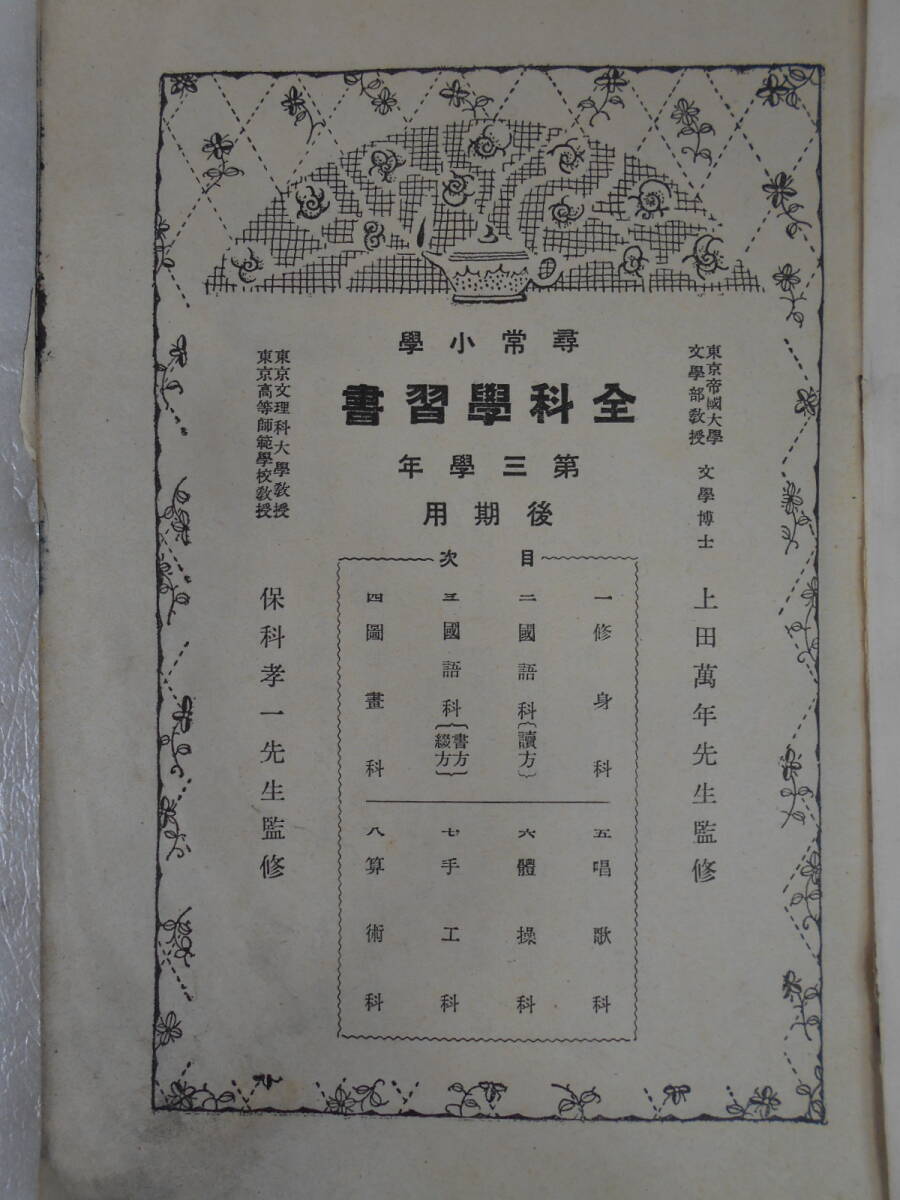 尋常小學
全科學習書
第三學年
後期用
東京帝國大學
文學部教授
文學博士
上田萬年先生監修
目次
一 修身科
二 國語科{讀方}
三 國語科{書方
綴方}
四 圖畫科
五 唱歌科
六 體操科
七 手工科
八 算術科
東京文理科大學教授
東京高等師範學校教授
保科孝一先生監修